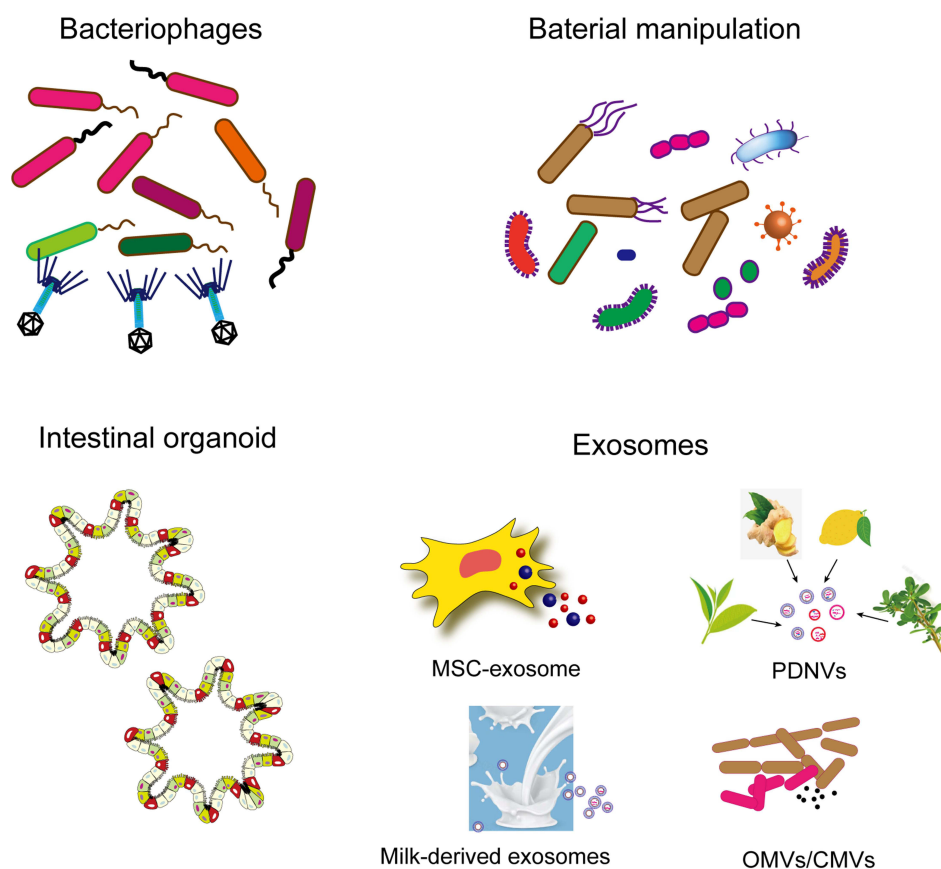 Bacteriophages
Baterial manipulation
Intestinal organoid
Exosomes
MSC-exosome
PDNVs
Milk-derived exosomes
OMVs/CMVs